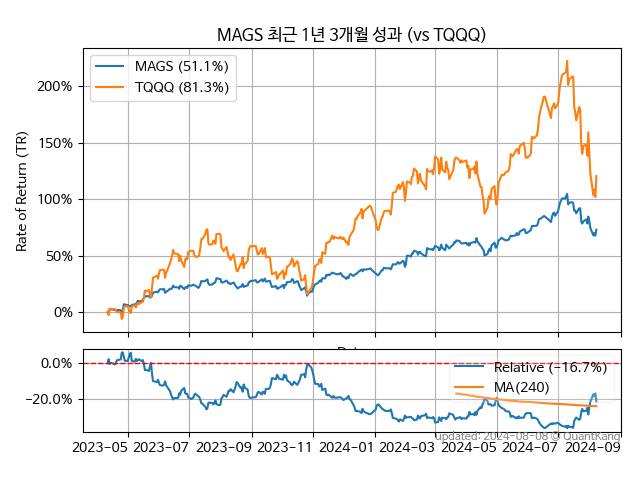 MAGS 최근 1년 3개월 성과 (vs TQQQ)
MAGS (51.1%)
TQQQ (81.3%)
Rate of Return (TR)
200%
150%
100%
50%
0%
0.0%
−20.0%
Relative (−16.7%)
MA(240)
updated: 2024-08-08 @ QuantKang
2023-05 2023-07 2023-09 2023-11 2024-01 2024-03 2024-05 2024-07 2024-09